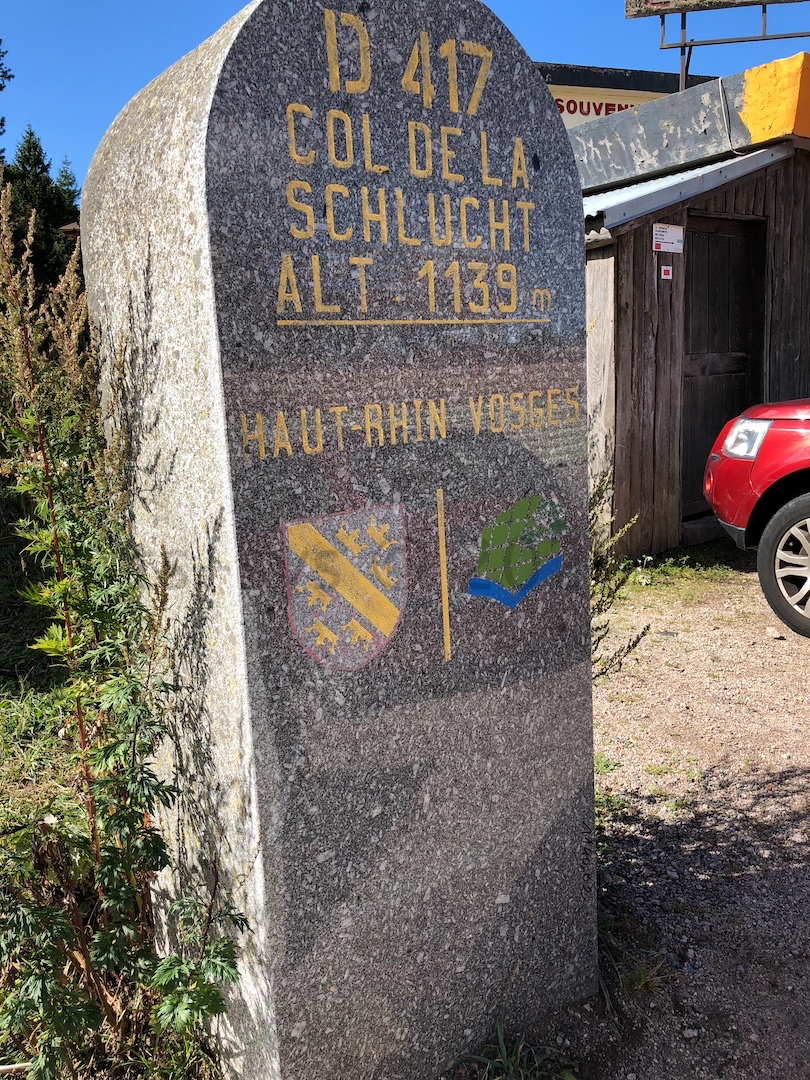 D 417
COL DE LA
SCHLUCHT
ALT - 1139 m
HAUT-RHIN VOSGES
SOUVEN